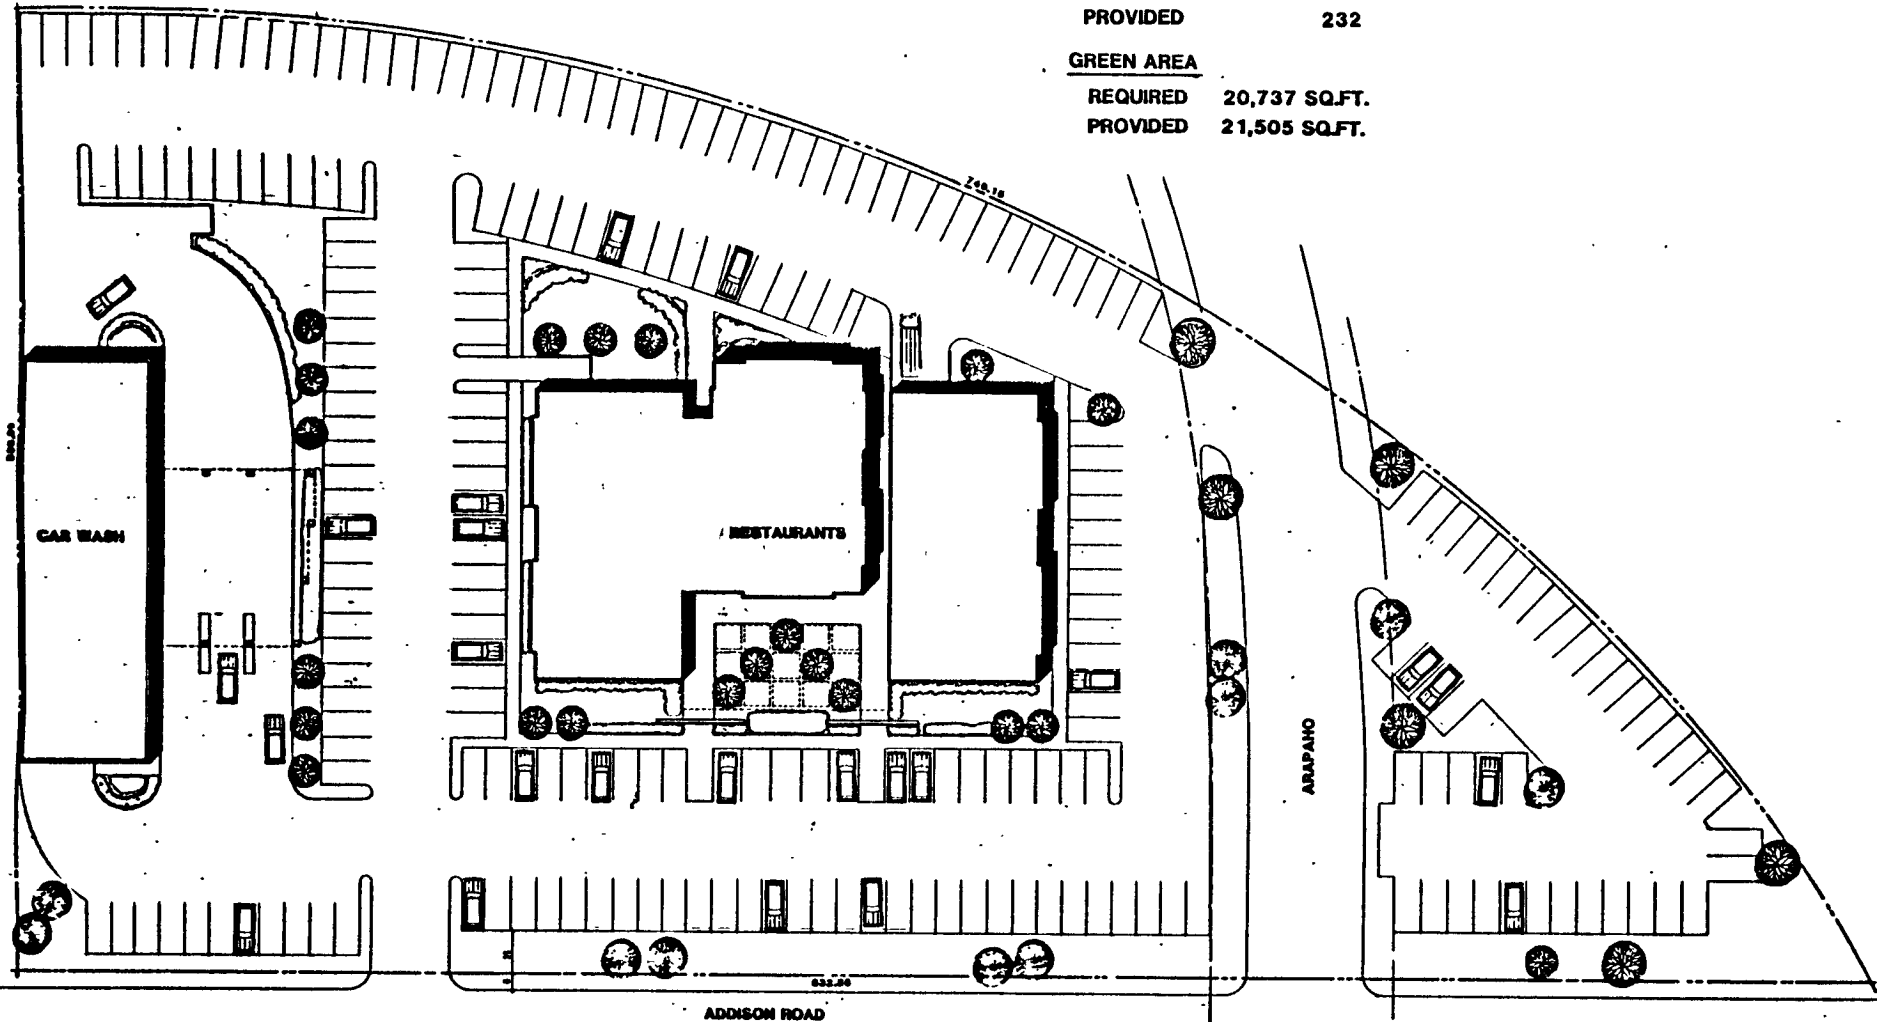 PROVIDED 232
GREEN AREA
REQUIRED 20,737 SQ.FT.
PROVIDED 21,505 SQ.FT.
CAR WASH
RESTAURANTS
ARAPAHO
ADDISON ROAD